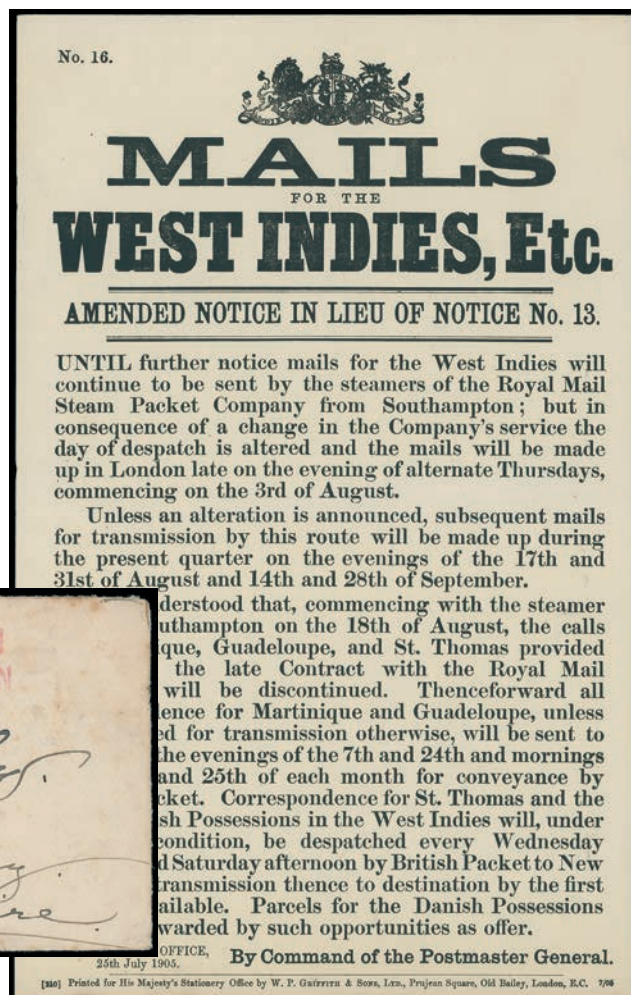 No. 16.
MAILS
FOR THE
WEST INDIES, Etc.
AMENDED NOTICE IN LIEU OF NOTICE No. 13.
UNTIL further notice mails for the West Indies will
continue to be sent by the steamers of the Royal Mail
Steam Packet Company from Southampton; but in
consequence of a change in the Company's service the
day of despatch is altered and the mails will be made
up in London late on the evening of alternate Thursdays,
commencing on the 3rd of August.
Unless an alteration is announced, subsequent mails
for transmission by this route will be made up during
the present quarter on the evenings of the 17th and
31st of August and 14th and 28th of September.
derstood that, commencing with the steamer
uthampton on the 18th of August, the calls
ique, Guadeloupe, and St. Thomas provided
the late Contract with the Royal Mail
will be discontinued. Thenceforward all
lence for Martinique and Guadeloupe, unless
ed for transmission otherwise, will be sent to
the evenings of the 7th and 24th and mornings
and 25th of each month for conveyance by
cket. Correspondence for St. Thomas and the
sh Possessions in the West Indies will, under
condition, be despatched every Wednesday
d Saturday afternoon by British Packet to New
transmission thence to destination by the first
ailable. Parcels for the Danish Possessions
warded by such opportunities as offer.
OFFICE,
25th July 1905.
By Command of the Postmaster General.
[310] Printed for His Majesty's Stationery Office by W. P. GRIFFITH & SONS, LTD., Prujean Square, Old Bailey, London, E.C. 7/05